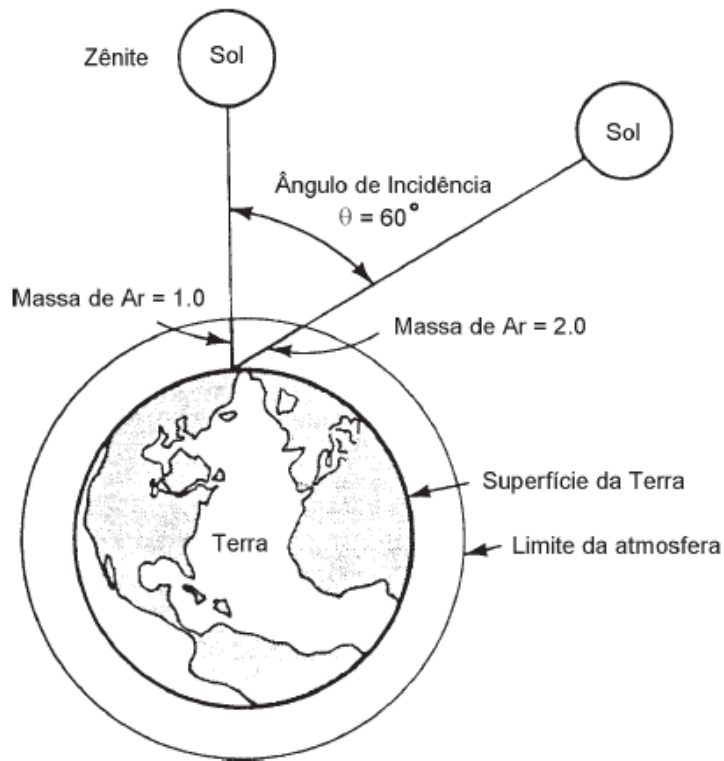 Zênite
Sol
Sol
Ângulo de Incidência
θ = 60°
Massa de Ar = 1.0
Massa de Ar = 2.0
Superfície da Terra
Terra
Limite da atmosfera